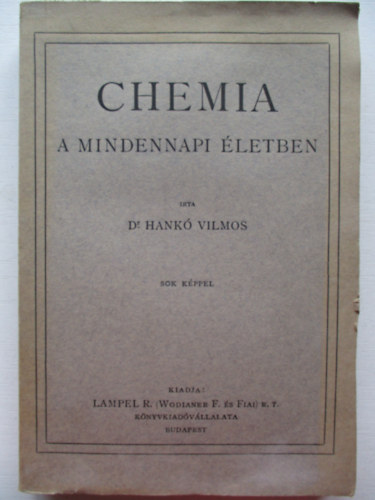 CHEMIA
A MINDENNAPI ÉLETBEN
IRTA
Dr HANKÓ VILMOS
SOK KÉPPEL
KIADJA:
LAMPEL R. (WODIANER F. ÉS FIAI) R. T.
KÖNYVKIADÓVÁLLALATA
BUDAPEST